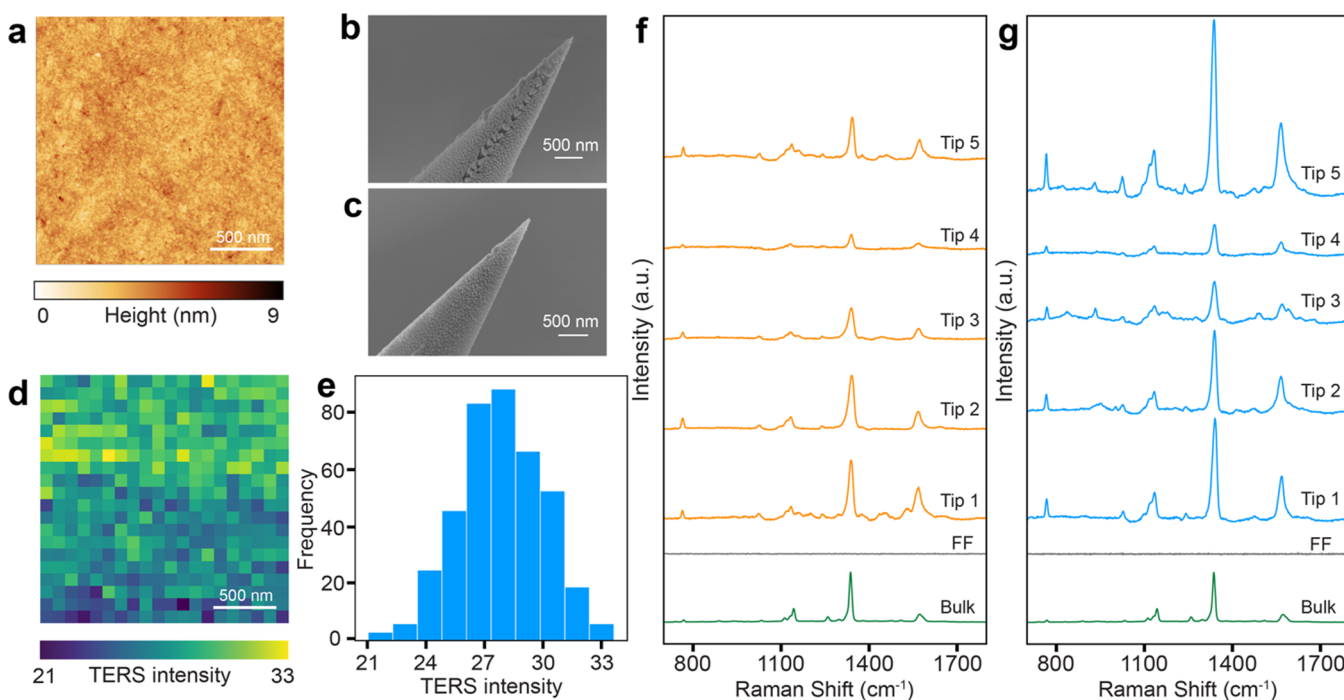 a
500 nm
0 Height (nm) 9
b
500 nm
c
500 nm
d
500 nm
21 TERS intensity 33
e
Frequency
80
60
40
20
0
21 24 27 30 33
TERS intensity
f
Intensity (a.u.)
Tip 5
Tip 4
Tip 3
Tip 2
Tip 1
FF
Bulk
800 1100 1400 1700
Raman Shift (cm⁻¹)
g
Intensity (a.u.)
Tip 5
Tip 4
Tip 3
Tip 2
Tip 1
FF
Bulk
800 1100 1400 1700
Raman Shift (cm⁻¹)